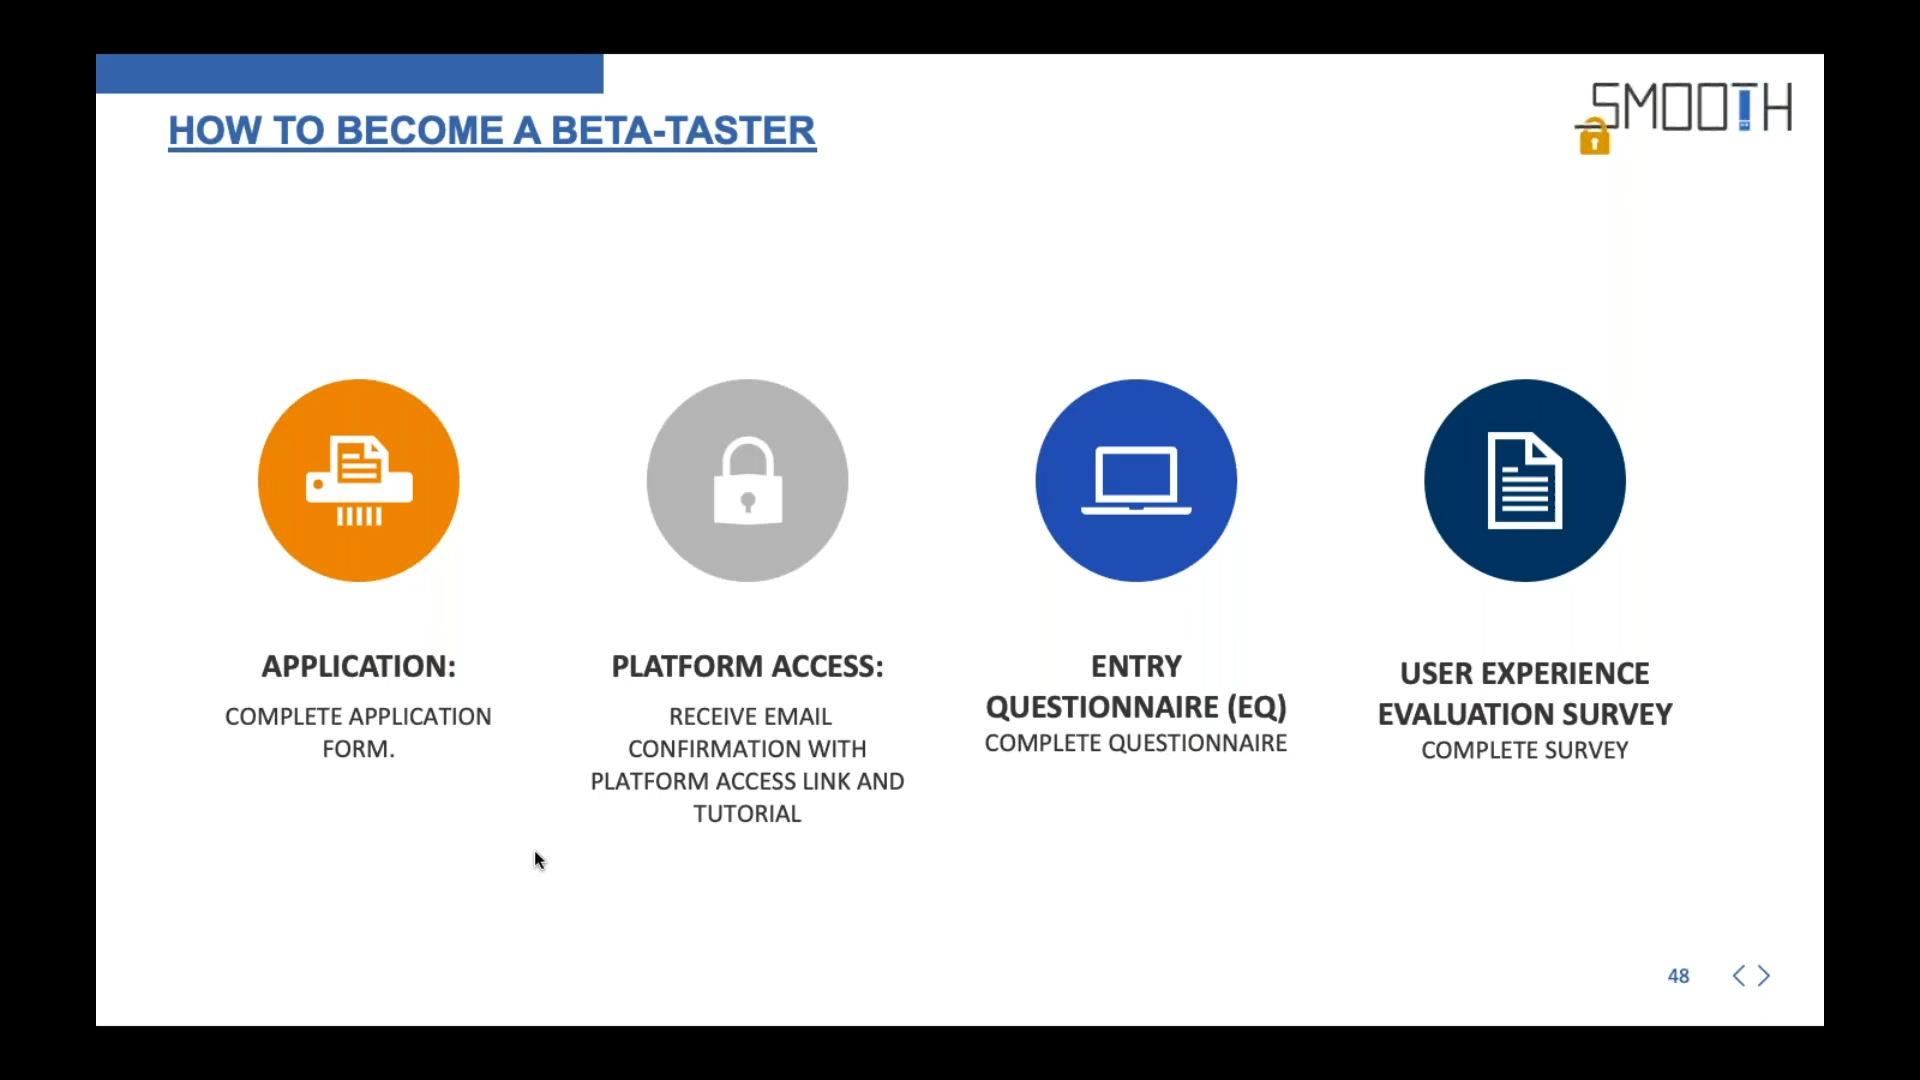 HOW TO BECOME A BETA-TASTER
SMOOTH
APPLICATION:
COMPLETE APPLICATION
FORM.
PLATFORM ACCESS:
RECEIVE EMAIL
CONFIRMATION WITH
PLATFORM ACCESS LINK AND
TUTORIAL
ENTRY
QUESTIONNAIRE (EQ)
COMPLETE QUESTIONNAIRE
USER EXPERIENCE
EVALUATION SURVEY
COMPLETE SURVEY
48